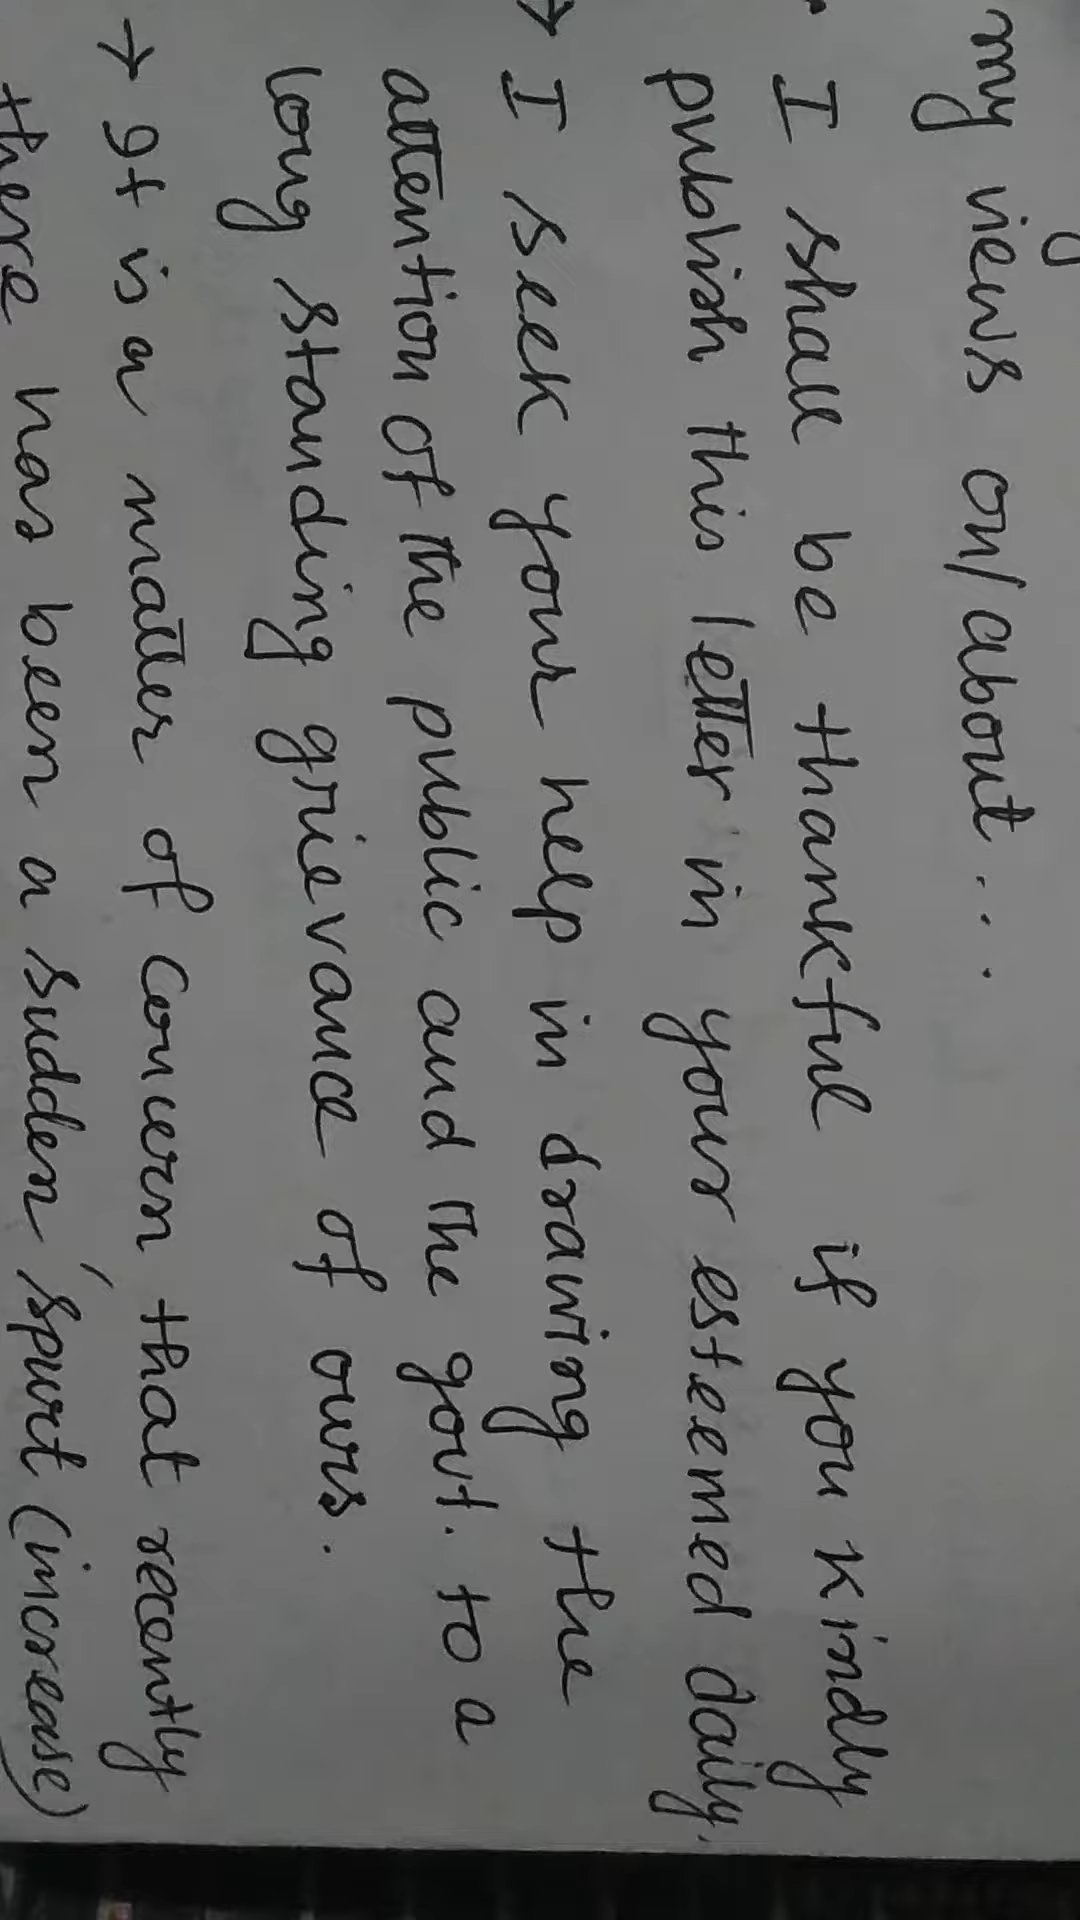 my views on/about...
I shall be thankful if you kindly
publish this letter in your esteemed daily.
→ I seek your help in drawing the
attention of the public and the govt. to a
long standing grievance of ours.
→ It is a matter of concern that recently
there has been a sudden spurt (increase)